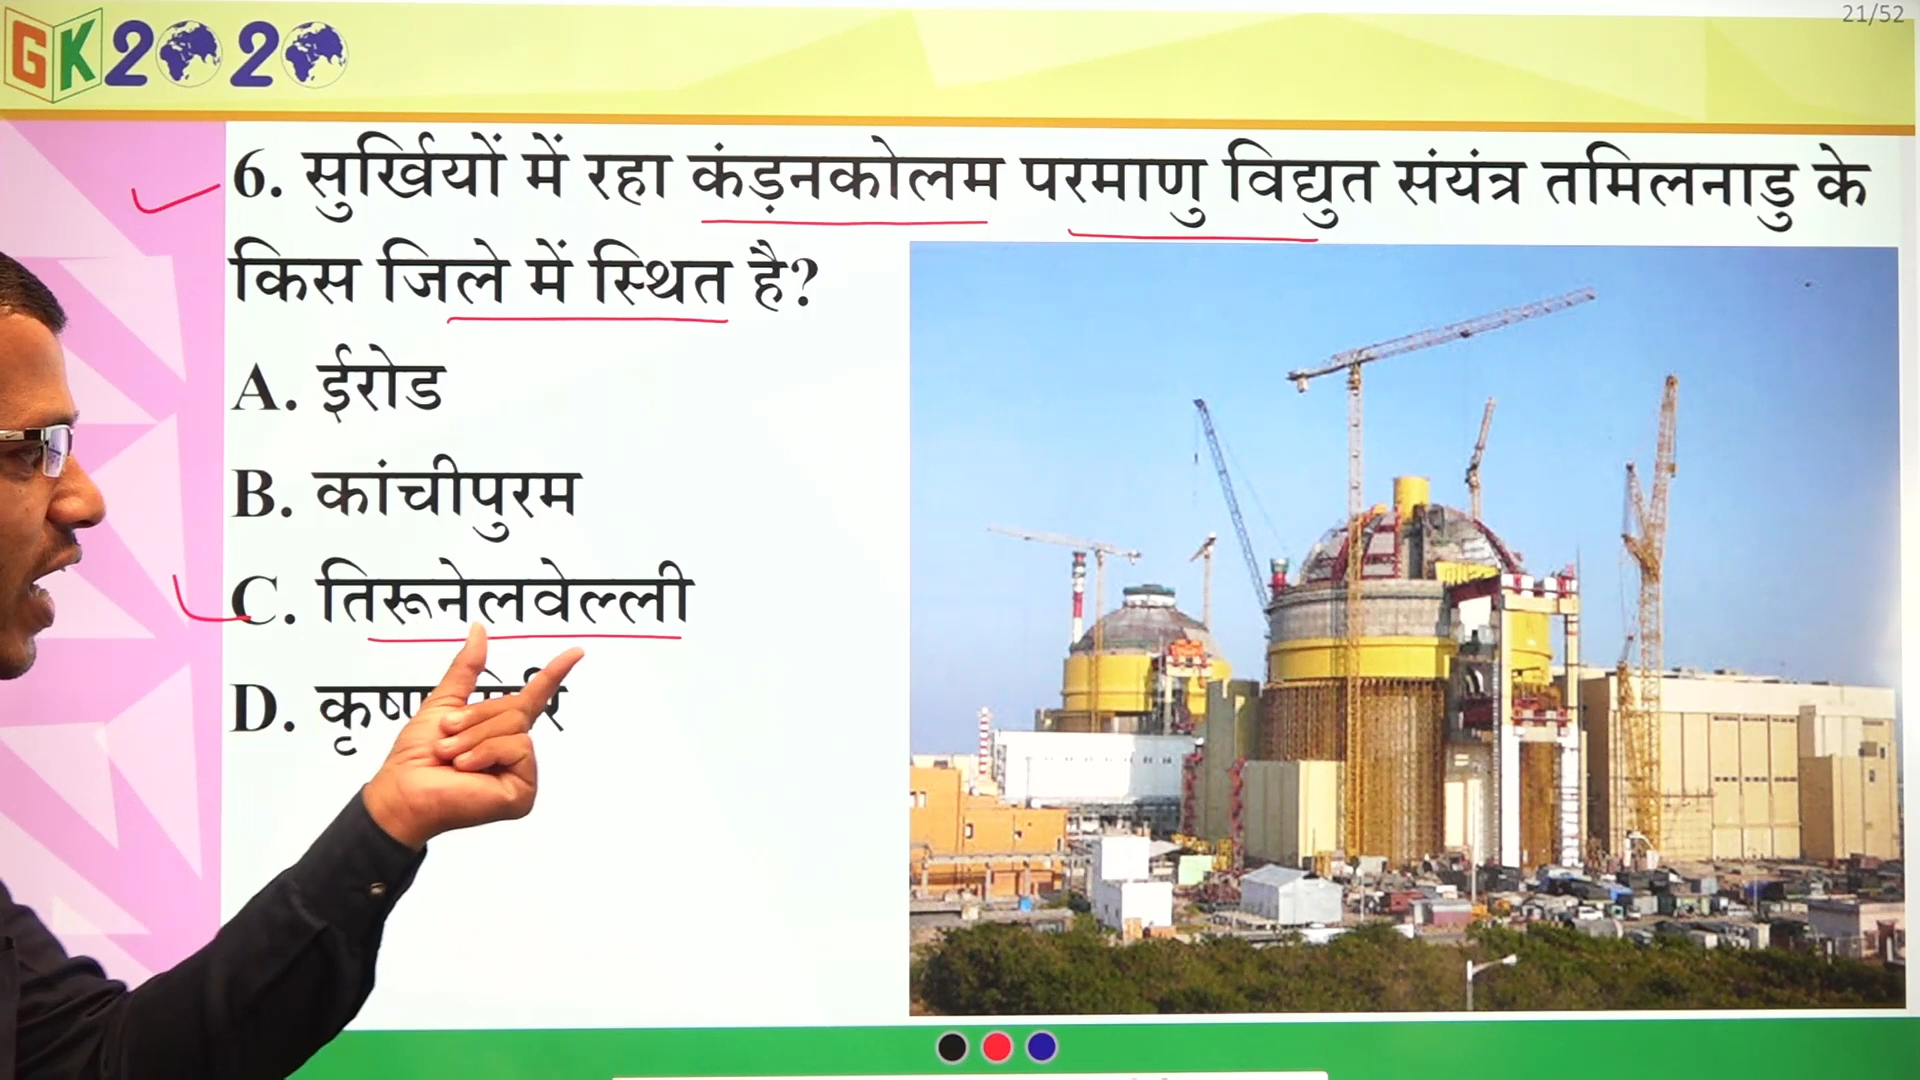 21/52
GK2020
6. सुर्खियों में रहा कंड़नकोलम परमाणु विद्युत संयंत्र तमिलनाडु के
किस जिले में स्थित है?
A. ईरोड
B. कांचीपुरम
C. तिरूनेलवेल्ली
D.